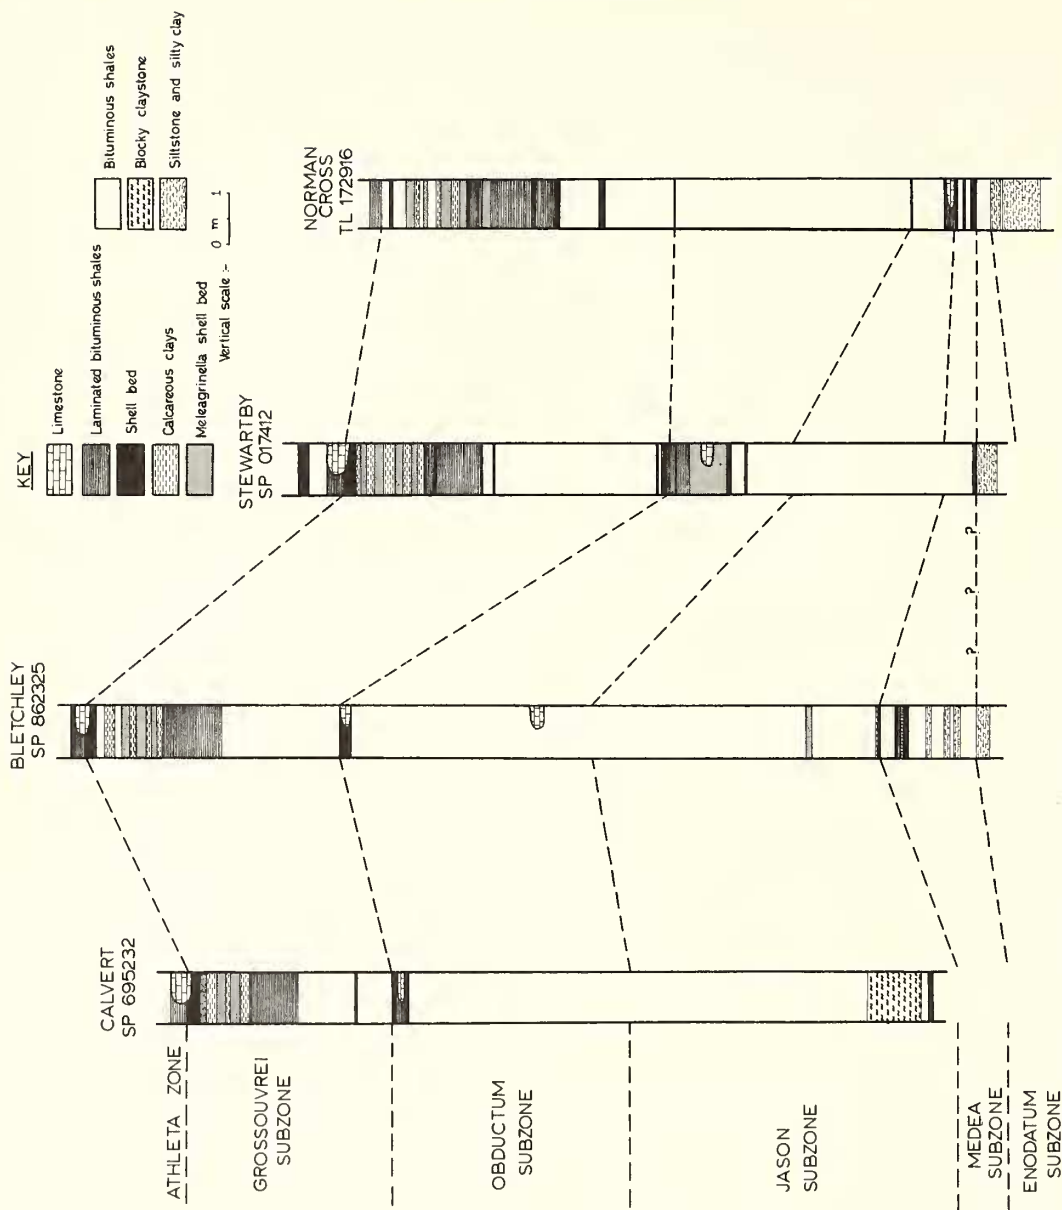 KEY
Limestone
Laminated bituminous shales
Shell bed
Calcareous clays
Meleagrinella shell bed
Bituminous shales
Blocky claystone
Siltstone and silty clay
Vertical scale :- 0 m 1
CALVERT
SP 695232
BLETCHLEY
SP 862325
STEWARTBY
SP 017412
NORMAN
CROSS
TL 172916
ATHLETA ZONE
GROSSOUVREI
SUBZONE
OBDUCTUM
SUBZONE
JASON
SUBZONE
MEDEA
SUBZONE
ENODATUM
SUBZONE
? ? ?